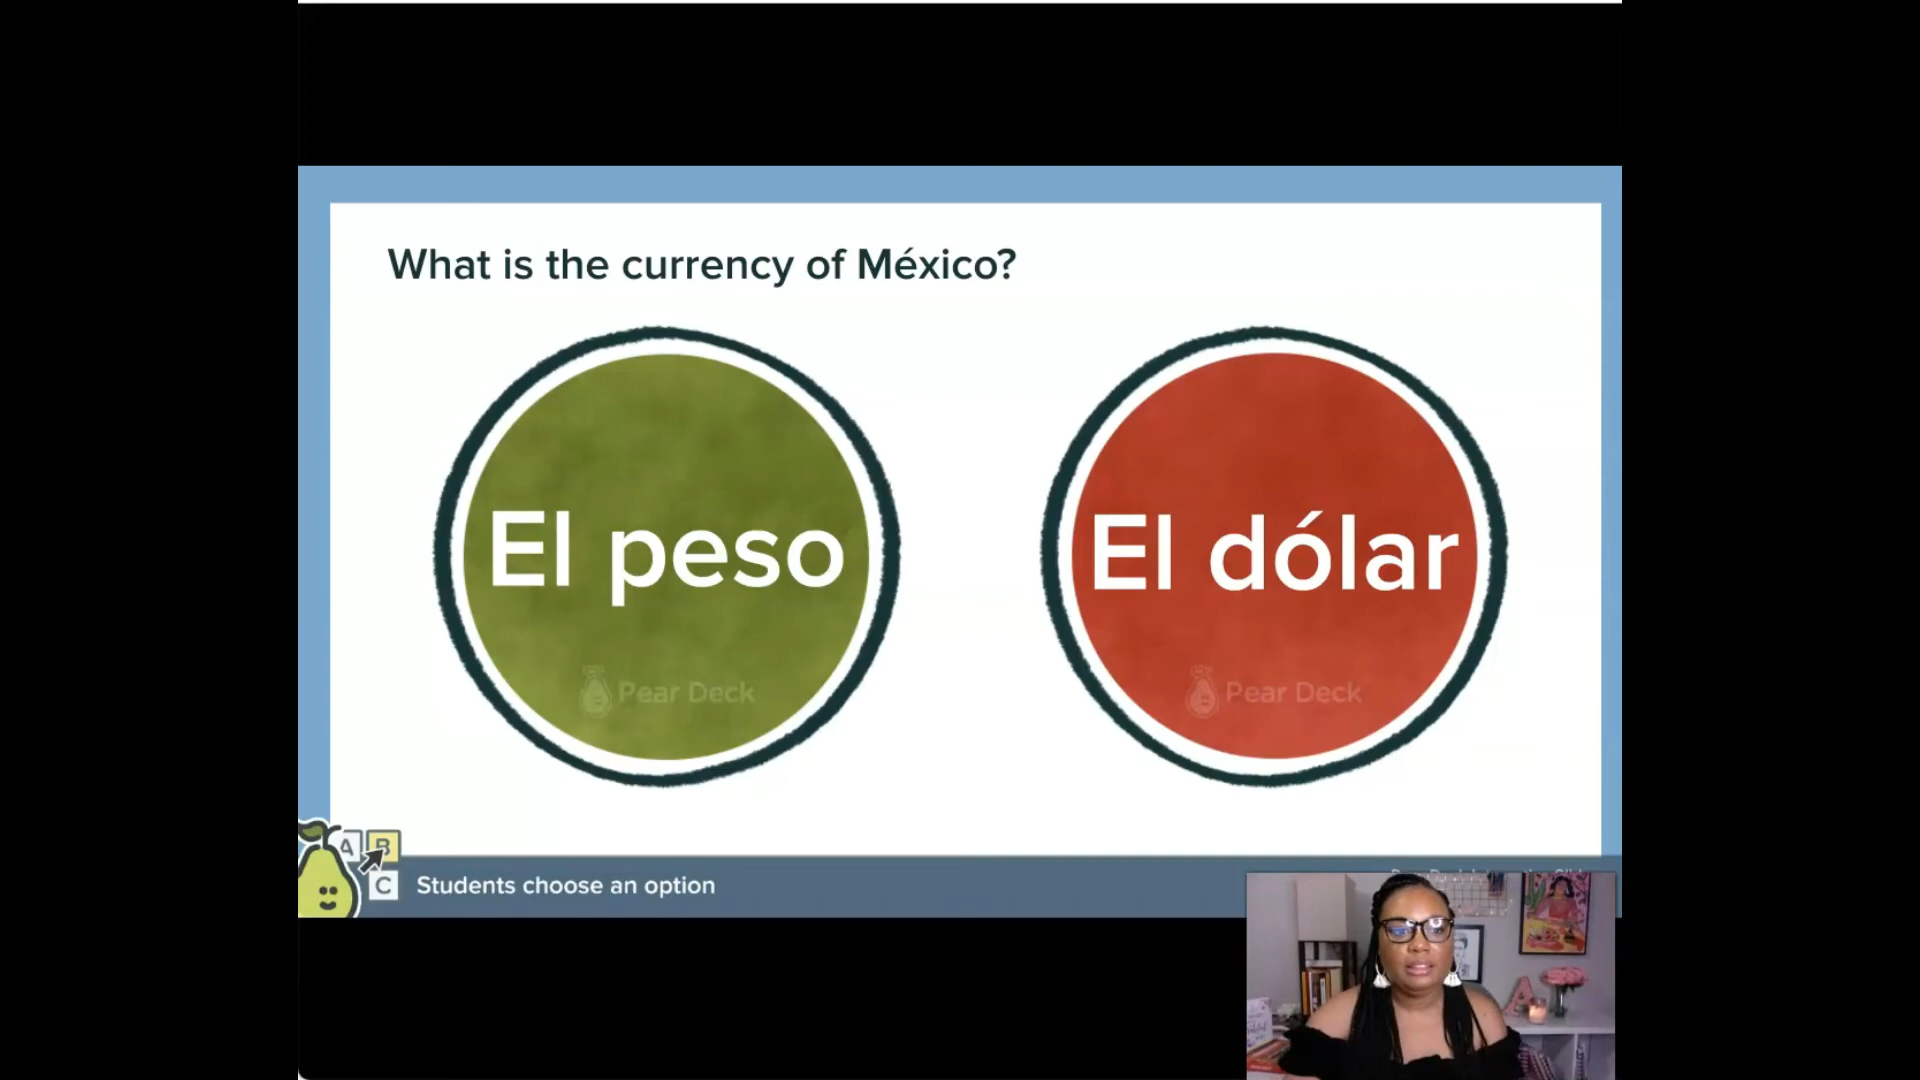 What is the currency of México?
El peso
El dólar
Pear Deck
Pear Deck
A
B
C
Students choose an option
A